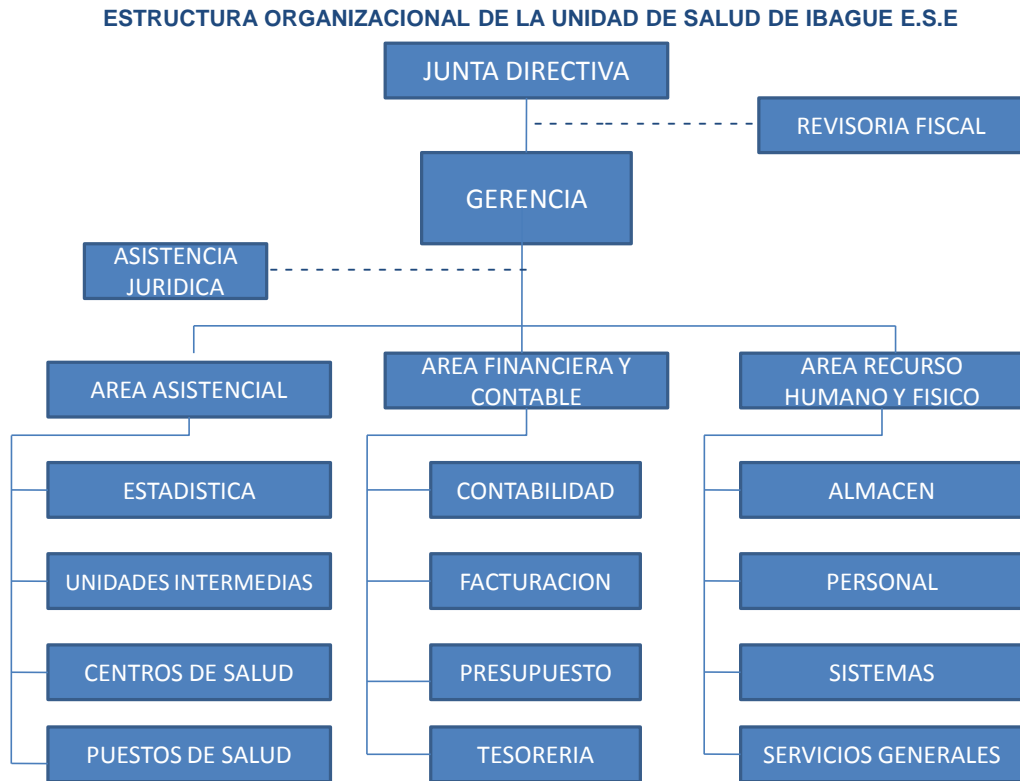 ESTRUCTURA ORGANIZACIONAL DE LA UNIDAD DE SALUD DE IBAGUE E.S.E
JUNTA DIRECTIVA
REVISORIA FISCAL
GERENCIA
ASISTENCIA
JURIDICA
AREA ASISTENCIAL
AREA FINANCIERA Y
CONTABLE
AREA RECURSO
HUMANO Y FISICO
ESTADISTICA
CONTABILIDAD
ALMACEN
UNIDADES INTERMEDIAS
FACTURACION
PERSONAL
CENTROS DE SALUD
PRESUPUESTO
SISTEMAS
PUESTOS DE SALUD
TESORERIA
SERVICIOS GENERALES